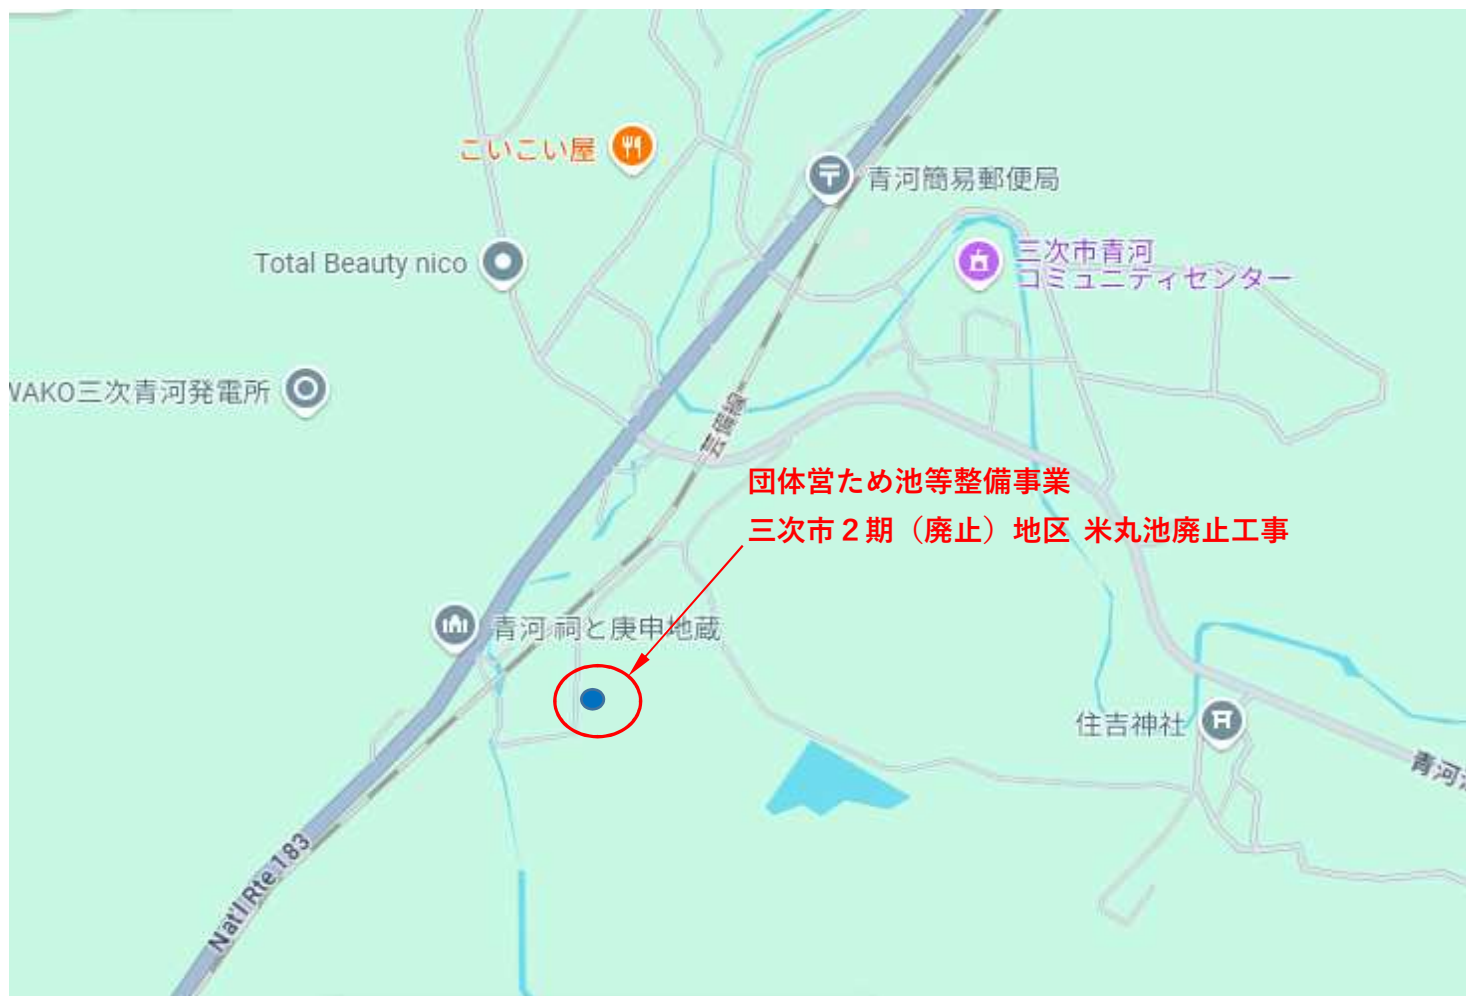 こいこい屋
青河簡易郵便局
三次市青河
コミュニティセンター
Total Beauty nico
WAKO三次青河発電所
芸備線
団体営ため池等整備事業
三次市２期（廃止）地区 米丸池廃止工事
青河 祠と庚申地蔵
住吉神社
青河
Nat'l Rte 183